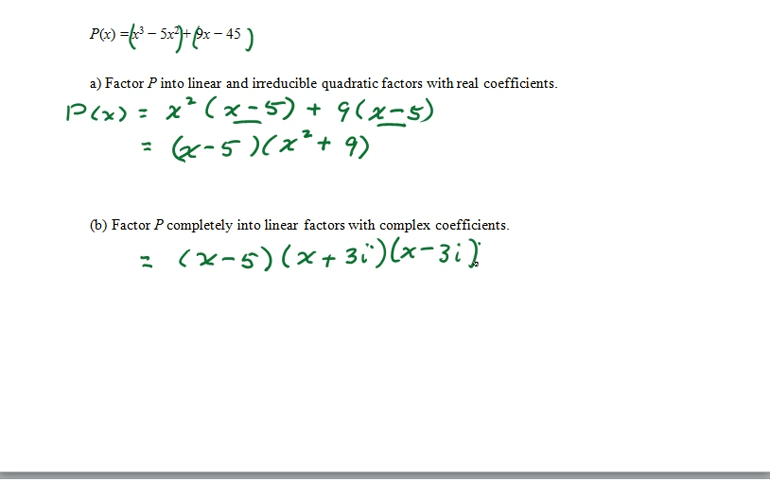 P(x) = (x³ – 5x²) + (9x – 45)
a) Factor P into linear and irreducible quadratic factors with real coefficients.
P(x) = x² (x – 5) + 9(x – 5)
= (x – 5)(x² + 9)
(b) Factor P completely into linear factors with complex coefficients.
= (x – 5)(x + 3i)(x – 3i)